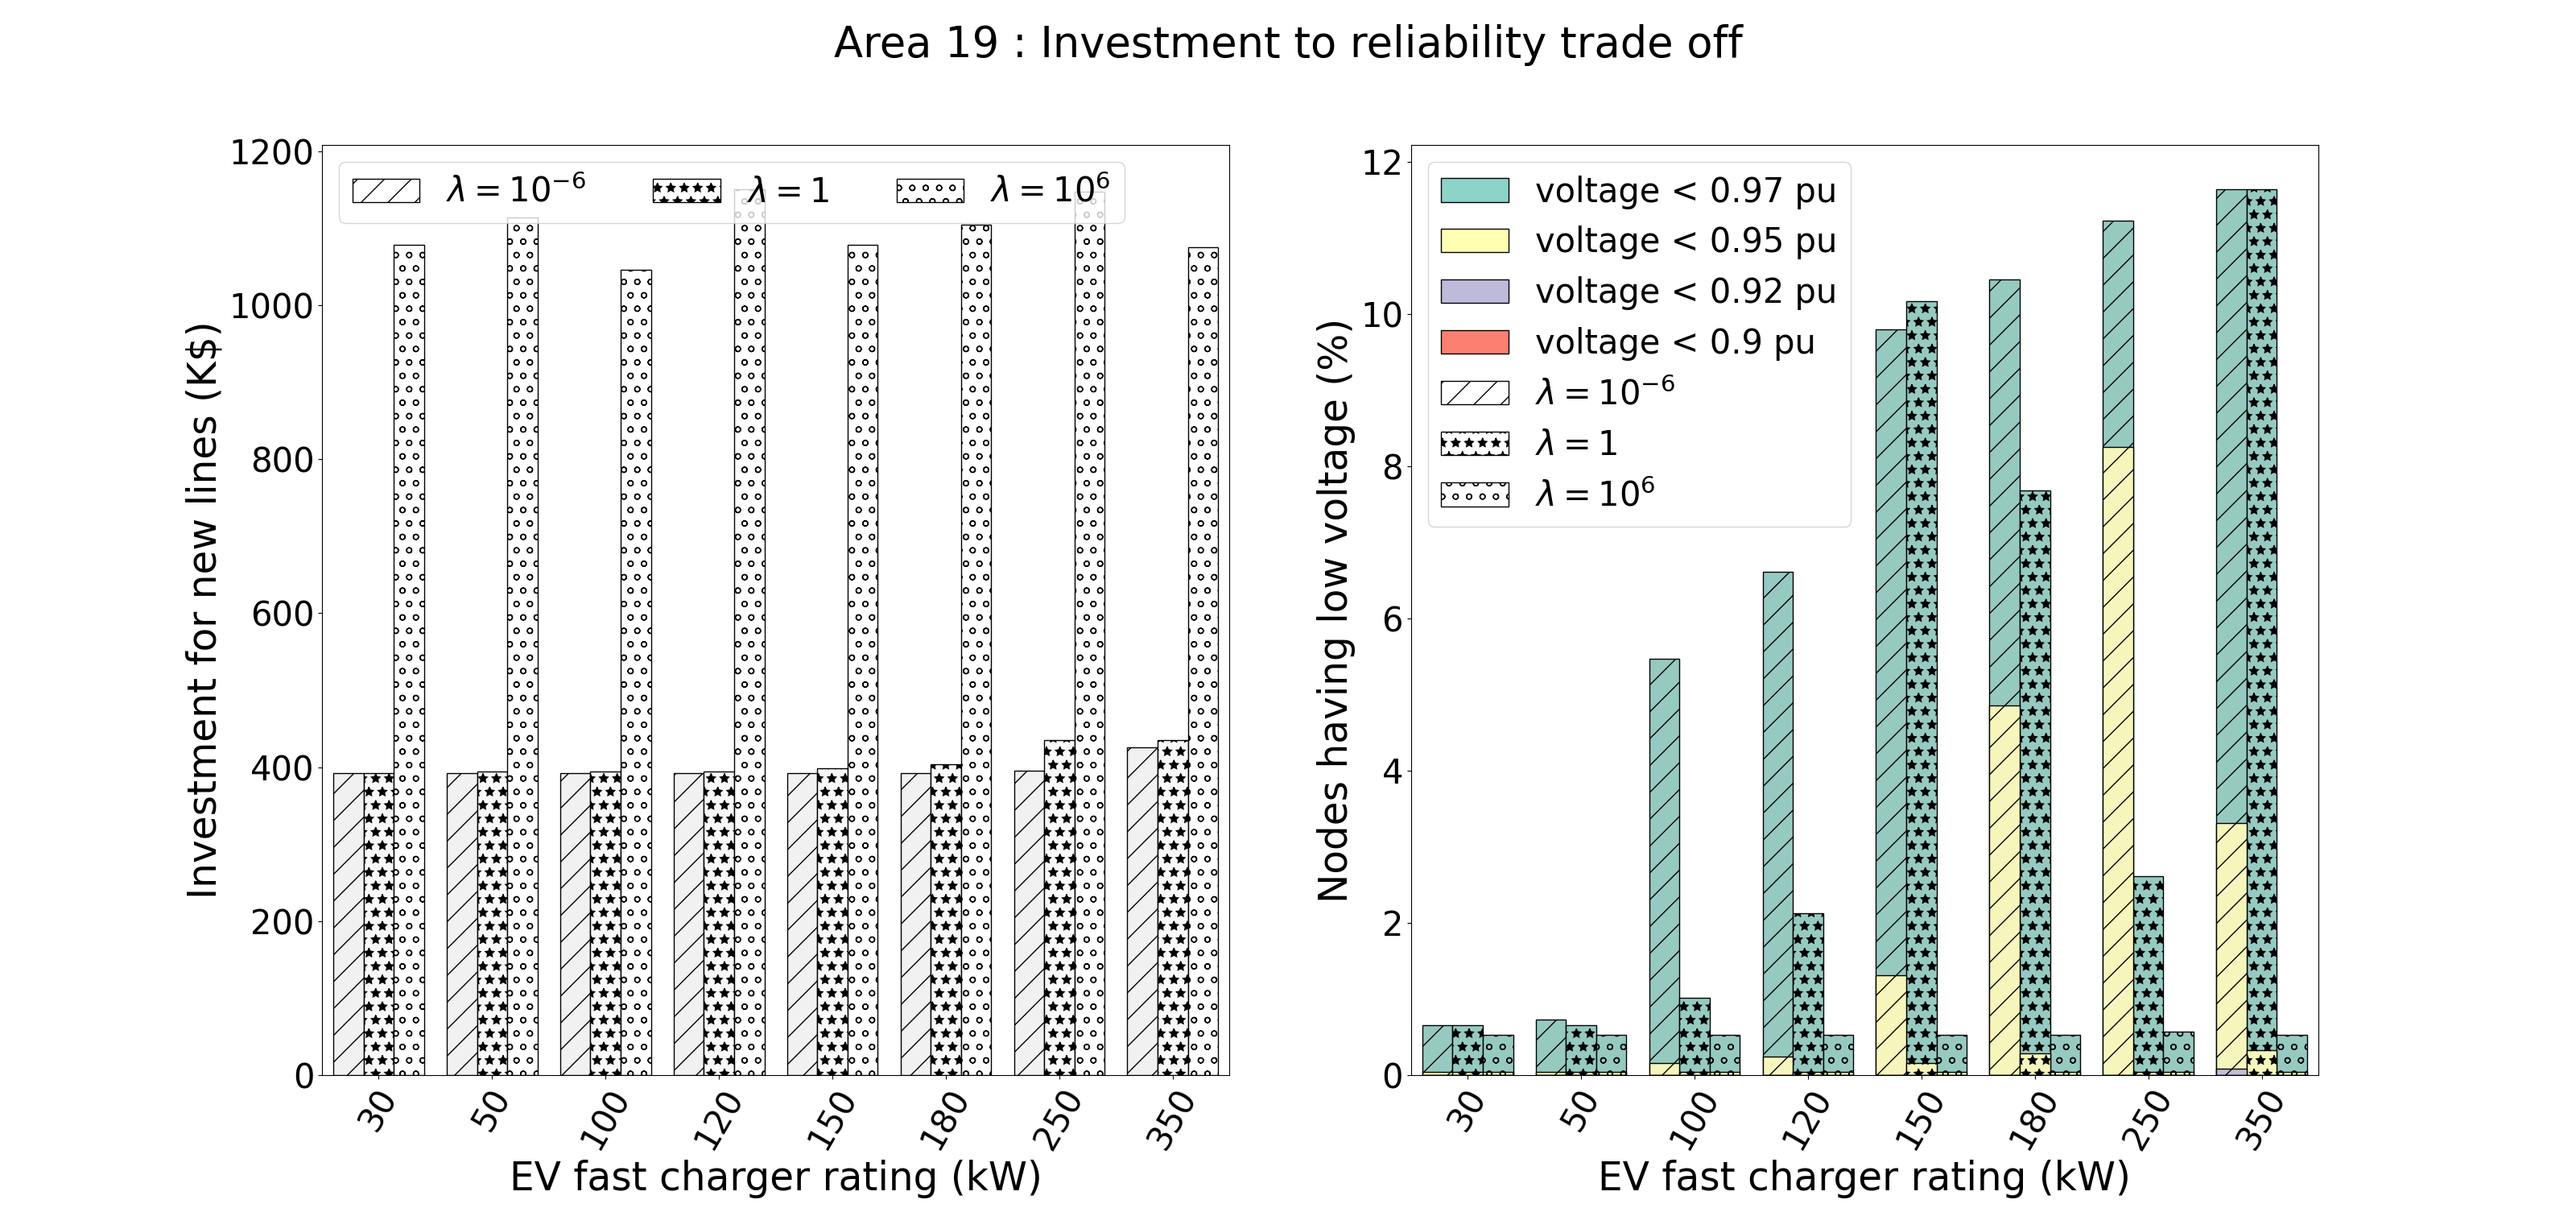 Area 19 : Investment to reliability trade off
Investment for new lines (K$)
1200
1000
800
600
400
200
0
λ = 10⁻⁶ λ = 1 λ = 10⁶
30 50 100 120 150 180 250 350
EV fast charger rating (kW)
Nodes having low voltage (%)
12
10
8
6
4
2
0
voltage < 0.97 pu
voltage < 0.95 pu
voltage < 0.92 pu
voltage < 0.9 pu
λ = 10⁻⁶
λ = 1
λ = 10⁶
30 50 100 120 150 180 250 350
EV fast charger rating (kW)